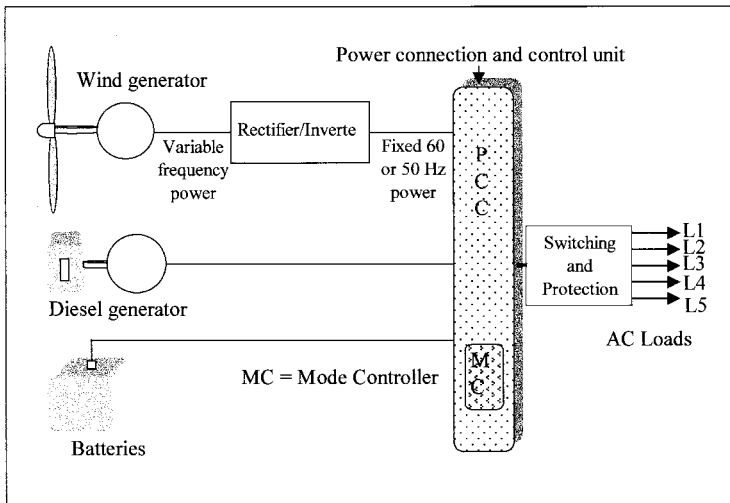 Power connection and control unit
Wind generator
Rectifier/Inverte
Variable
frequency
power
Fixed 60
or 50 Hz
power
P
C
C
Switching
and
Protection
L1
L2
L3
L4
L5
AC Loads
Diesel generator
MC = Mode Controller
M
C
Batteries